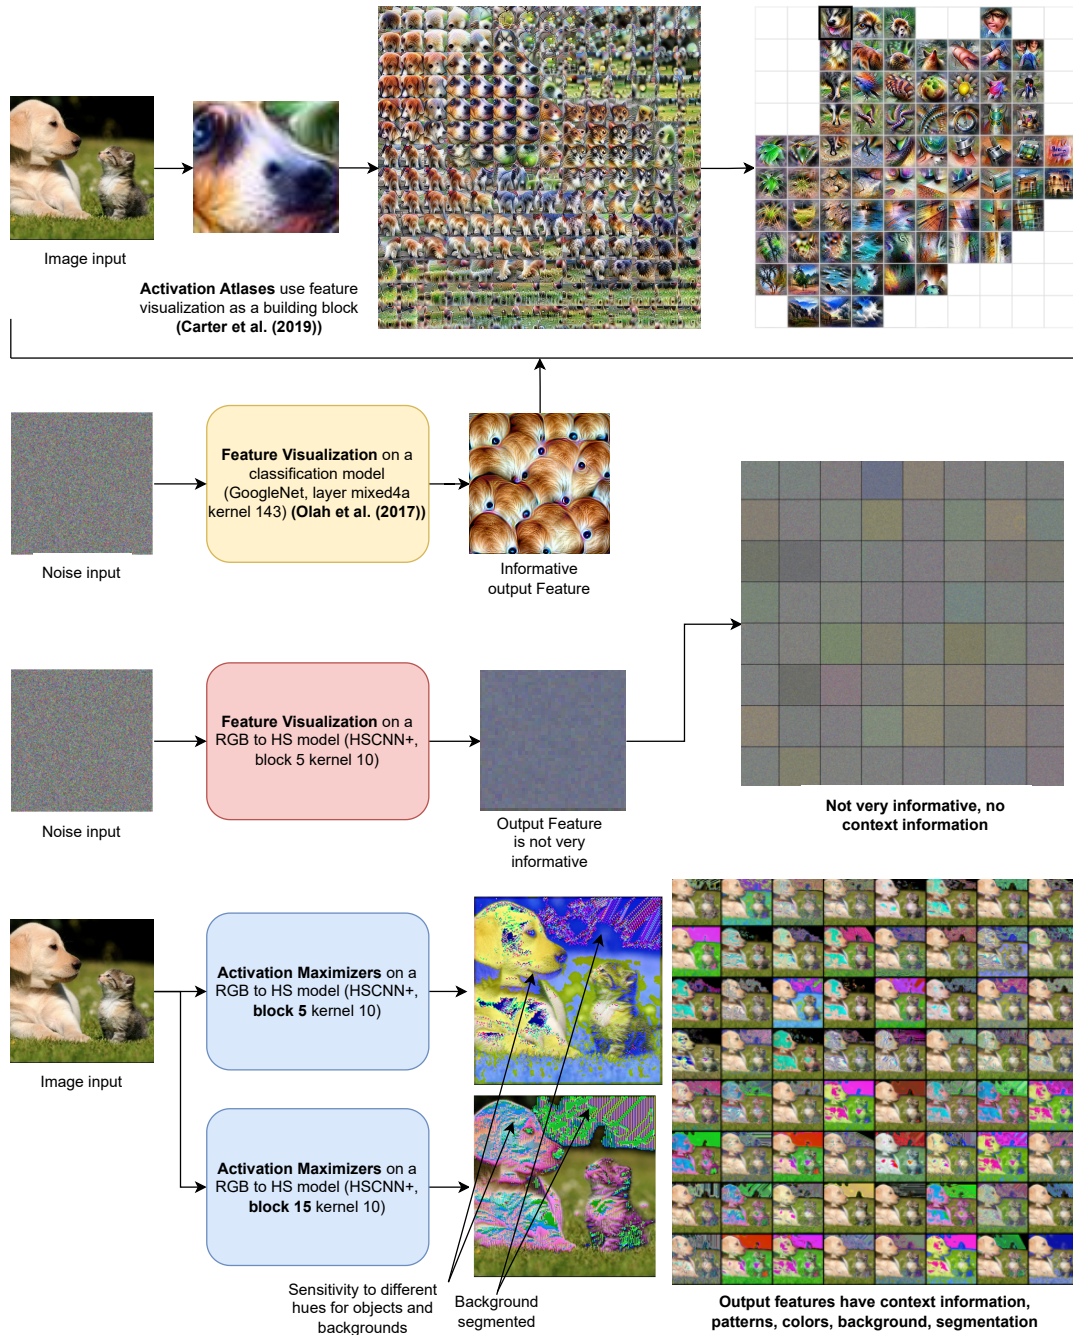 Image input
Activation Atlases use feature
visualization as a building block
(Carter et al. (2019))
Feature Visualization on a
classification model
(GoogleNet, layer mixed4a
kernel 143) (Olah et al. (2017))
Noise input
Informative
output Feature
Feature Visualization on a
RGB to HS model (HSCNN+,
block 5 kernel 10)
Noise input
Output Feature
is not very
informative
Not very informative, no
context information
Activation Maximizers on a
RGB to HS model (HSCNN+,
block 5 kernel 10)
Image input
Activation Maximizers on a
RGB to HS model (HSCNN+,
block 15 kernel 10)
Sensitivity to different
hues for objects and
backgrounds
Background
segmented
Output features have context information,
patterns, colors, background, segmentation